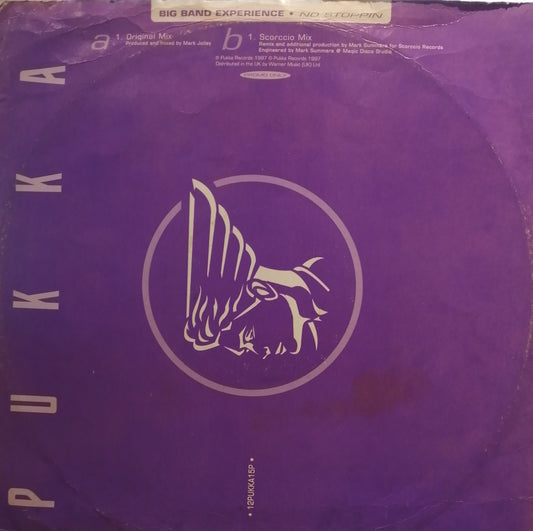 BIG BAND EXPERIENCE • NO STOPPIN
a 1. Original Mix
Produced and mixed by Mark Jolley
b 1. Scorccio Mix
Remix and additional production by Mark Summers for Scorccio Records
Engineered by Mark Summers @ Magic Disco Studio
℗ Pukka Records 1997 © Pukka Records 1997
Distributed in the UK by Warner Music (UK) Ltd
PROMO ONLY
PUKKA
• 12PUKKA15P •